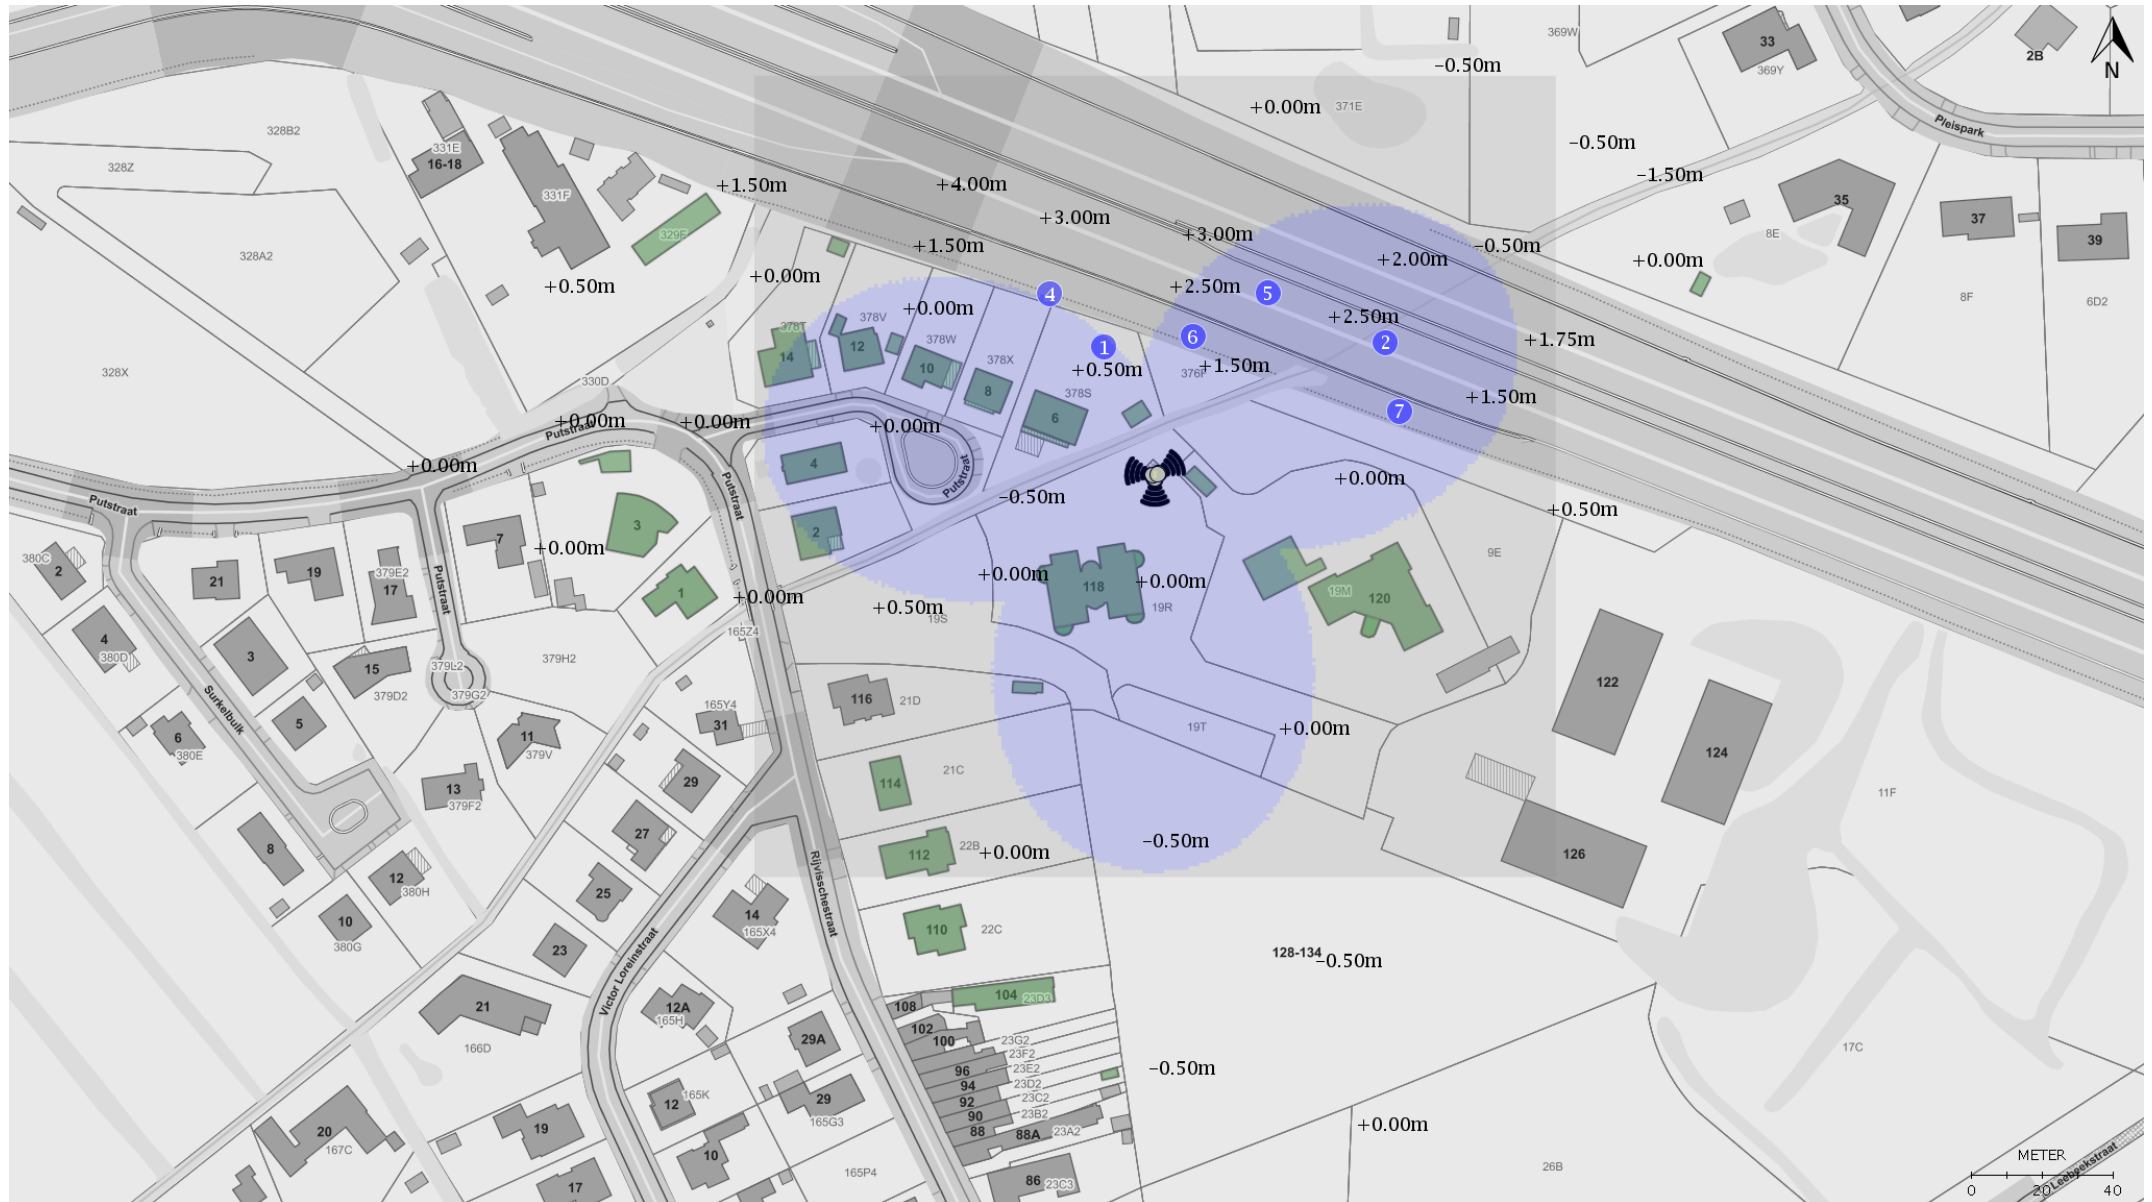 369W
33
369Y
2B
N
-0.50m
371E
+0.00m
Pleispark
328B2
331E
16-18
328Z
331F
-0.50m
-1.50m
+1.50m
+4.00m
35
37
39
+3.00m
329E
+3.00m
8E
328A2
+1.50m
-0.50m
+2.00m
+0.00m
+0.00m
+0.50m
+2.50m
5
4
8F
6D2
+0.00m
378V
+2.50m
378T
12
378W
1
6
2
+1.75m
14
10
378X
+0.50m
376F
+1.50m
328X
330D
8
378S
+1.50m
7
6
+0.00m
+0.00m
+0.00m
Putstraat
4
Putstraat
+0.00m
+0.00m
Putstraat
-0.50m
Putstraat
+0.50m
3
2
7
+0.00m
9E
380C
2
21
19
379E2
17
Putstraat
1
+0.00m
+0.00m
118
+0.00m
19M
120
+0.50m
19S
19R
165Z4
4
380D
3
15
379D2
379L2
379G2
379H2
122
Surkelbulk
116
21D
165Y4
31
19T
+0.00m
5
6
380E
11
379V
124
29
114
21C
13
379F2
11F
27
8
112
22B
+0.00m
-0.50m
126
12
380H
25
Rijvisschestraat
10
380G
14
165X4
110
22C
23
Victor Loreinstraat
128-134
-0.50m
21
166D
12A
165H
108
104
23D3
102
100
29A
23G2
23F2
96
23E2
94
23D2
92
23C2
90
23B2
88
88A
23A2
-0.50m
17C
12
165K
29
165G3
20
167C
19
+0.00m
10
165P4
17
86
23C3
26B
METER
0
20
40
Leebeekstraat